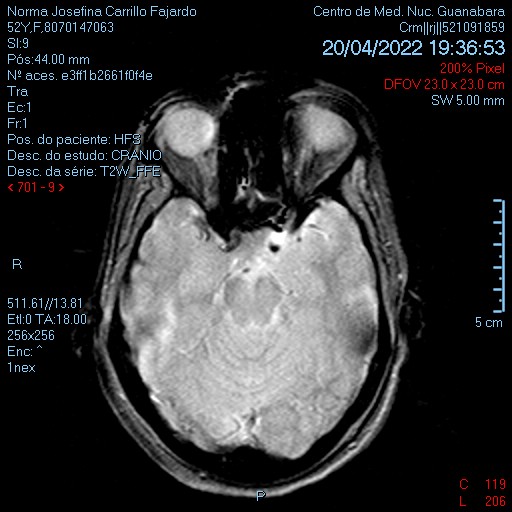 Norma Josefina Carrillo Fajardo
52Y,F,8070147063
Sl:9
Pós:44.00 mm
Nº aces. e3ff1b2661f0f4e
Tra
Ec:1
Fr:1
Pos. do paciente: HFS
Desc. do estudo: CRANIO
Desc. da série: T2W_FFE
< 701 - 9 >
Centro de Med. Nuc. Guanabara
Crm||rj||521091859
20/04/2022 19:36:53
200% Pixel
DFOV 23.0 x 23.0 cm
SW 5.00 mm
R
5 cm
511.61//13.81
Etl:0 TA:18.00
256x256
Enc: ^
1nex
P
C 119
L 206